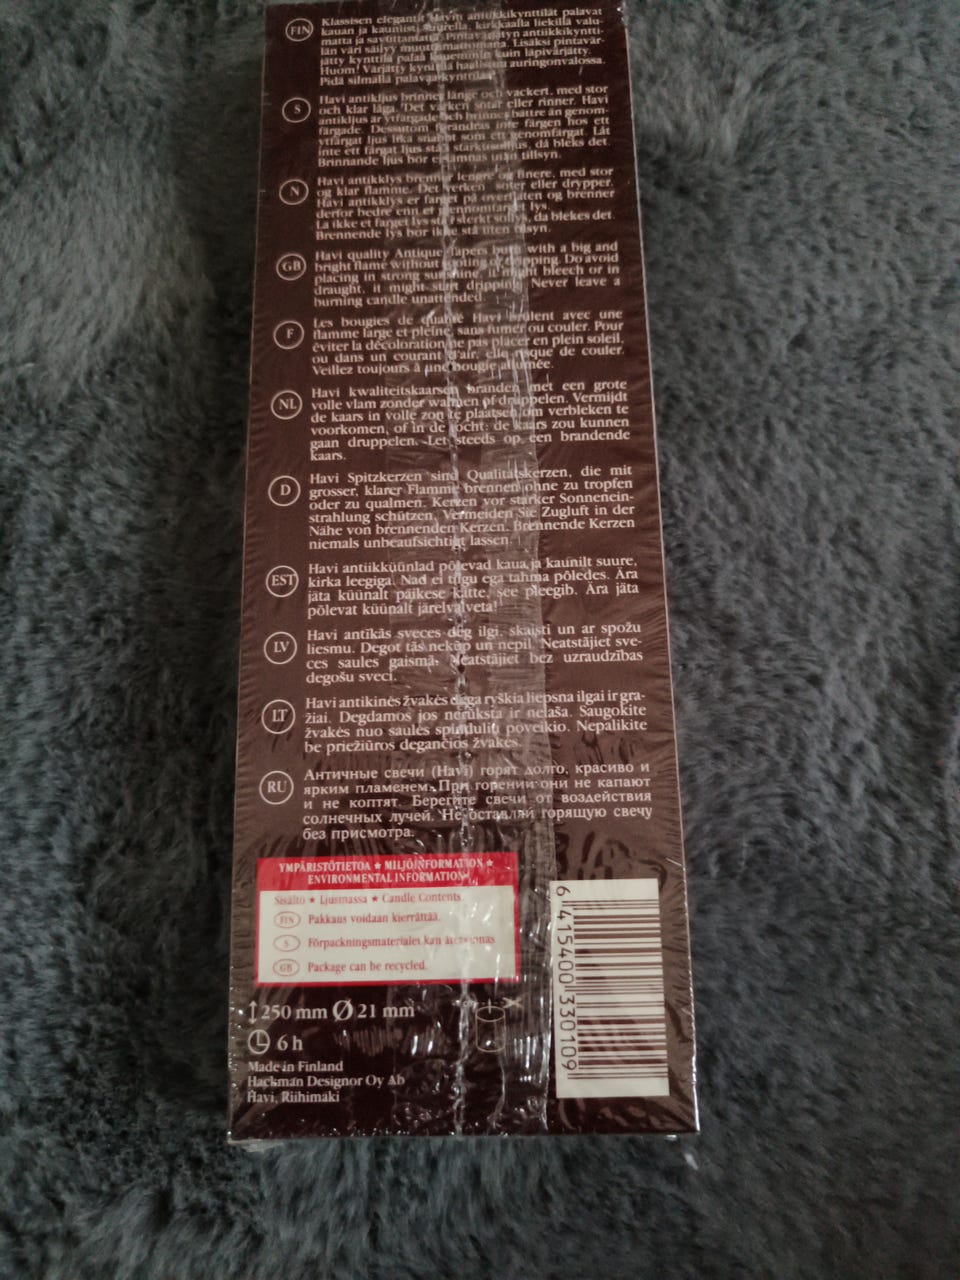 FIN
Klassisen elegantit Havin antiikkikynttilät palavat
kauan ja kauniisti suurella, kirkkaalla liekillä valu-
matta ja savuttamatta. Pintavärjätyn antiikkikyntti-
län väri säilyy muuttumattomana. Lisäksi pintavär-
jätty kynttilä palaa kauemmin kuin läpivärjätty.
Huom! Värjätty kynttilä haalistuu auringonvalossa.
Pidä silmällä palavaa kynttilää!
S
Havi antikljus brinner länge och vackert, med stor
och klar låga. Det varken sotar eller rinner. Havi
antikljus är ytfärgade och brinner bättre än genom-
färgade. Dessutom förändras inte färgen hos ett
ytfärgat ljus lika snabbt som ett genomfärgat. Låt
inte ett färgat ljus stå i starkt solljus, då bleks det.
Brinnande ljus bör ej lämnas utan tillsyn.
N
Havi antikklys brenner lengre og finere, med stor
og klar flamme. Det verken soter eller drypper.
Havi antikklys er farget på overflaten og brenner
derfor bedre enn et gjennomfarget lys.
La ikke et farget lys stå i sterkt sollys, da blekes det.
Brennende lys bør ikke stå uten tilsyn.
GB
Havi quality Antique Tapers burn with a big and
bright flame without sooting or dripping. Do avoid
placing in strong sunshine, it might bleech or in
draught, it might start dripping. Never leave a
burning candle unattended.
F
Les bougies de qualité Havi brûlent avec une
flamme large et pleine, sans fumer ou couler. Pour
éviter la décoloration ne pas placer en plein soleil,
ou dans un courant d'air, elle risque de couler.
Veillez toujours à une bougie allumée.
NL
Havi kwaliteitskaarsen branden met een grote
volle vlam zonder walmen of druppelen. Vermijdt
de kaars in volle zon te plaatsen om verbleken te
voorkomen, of in de tocht: de kaars zou kunnen
gaan druppelen. Let steeds op een brandende
kaars.
D
Havi Spitzkerzen sind Qualitätskerzen, die mit
grosser, klarer Flamme brennen ohne zu tropfen
oder zu qualmen. Kerzen vor starker Sonnenein-
strahlung schützen. Vermeiden Sie Zugluft in der
Nähe von brennenden Kerzen. Brennende Kerzen
niemals unbeaufsichtigt lassen.
EST
Havi antiikküünlad põlevad kaua ja kaunilt suure,
kirka leegiga. Nad ei tilgu ega tahma põledes. Ära
jäta küünalt päikese kätte, see pleegib. Ära jäta
põlevat küünalt järelvalveta!
LV
Havi antīkās sveces deg ilgi, skaisti un ar spožu
liesmu. Degot tās nekūp un nepil. Neatstājiet sve-
ces saules gaismā. Neatstājiet bez uzraudzības
degošu sveci.
LT
Havi antikinės žvakės dega ryškia liepsna ilgai ir gra-
žiai. Degdamos jos nerūksta ir nelaša. Saugokite
žvakės nuo saulės spindulių poveikio. Nepalikite
be priežiūros degančios žvakės.
RU
Античные свечи (Havi) горят долго, красиво и
ярким пламенем. При горении они не капают
и не коптят. Берегите свечи от воздействия
солнечных лучей. Не оставляй горящую свечу
без присмотра.
YMPÄRISTÖTIETOA ★ MILJÖINFORMATION ★
ENVIRONMENTAL INFORMATION
Sisältö ★ Ljusmassa ★ Candle Contents
FIN Pakkaus voidaan kierrättää.
S Förpackningsmaterialet kan återvinnas.
GB Package can be recycled.
250 mm Ø 21 mm
6 h
Made in Finland
Hackman Designor Oy Ab
Havi, Riihimäki
6 415400 330109